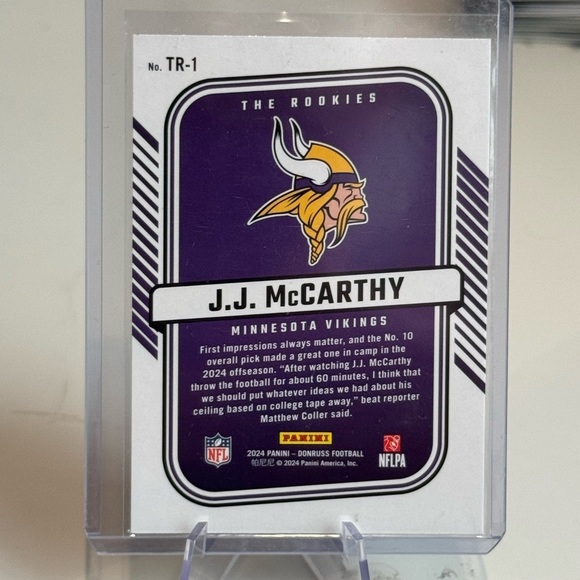 No. TR-1
THE ROOKIES
J.J. McCARTHY
MINNESOTA VIKINGS
First impressions always matter, and the No. 10
overall pick made a great one in camp in the
2024 offseason. “After watching J.J. McCarthy
throw the football for about 60 minutes, I think that
we should put whatever ideas we had about his
ceiling based on college tape away,” beat reporter
Matthew Coller said.
NFL
PANINI
NFLPA
2024 PANINI – DONRUSS FOOTBALL
帕尼尼 © 2024 Panini America, Inc.